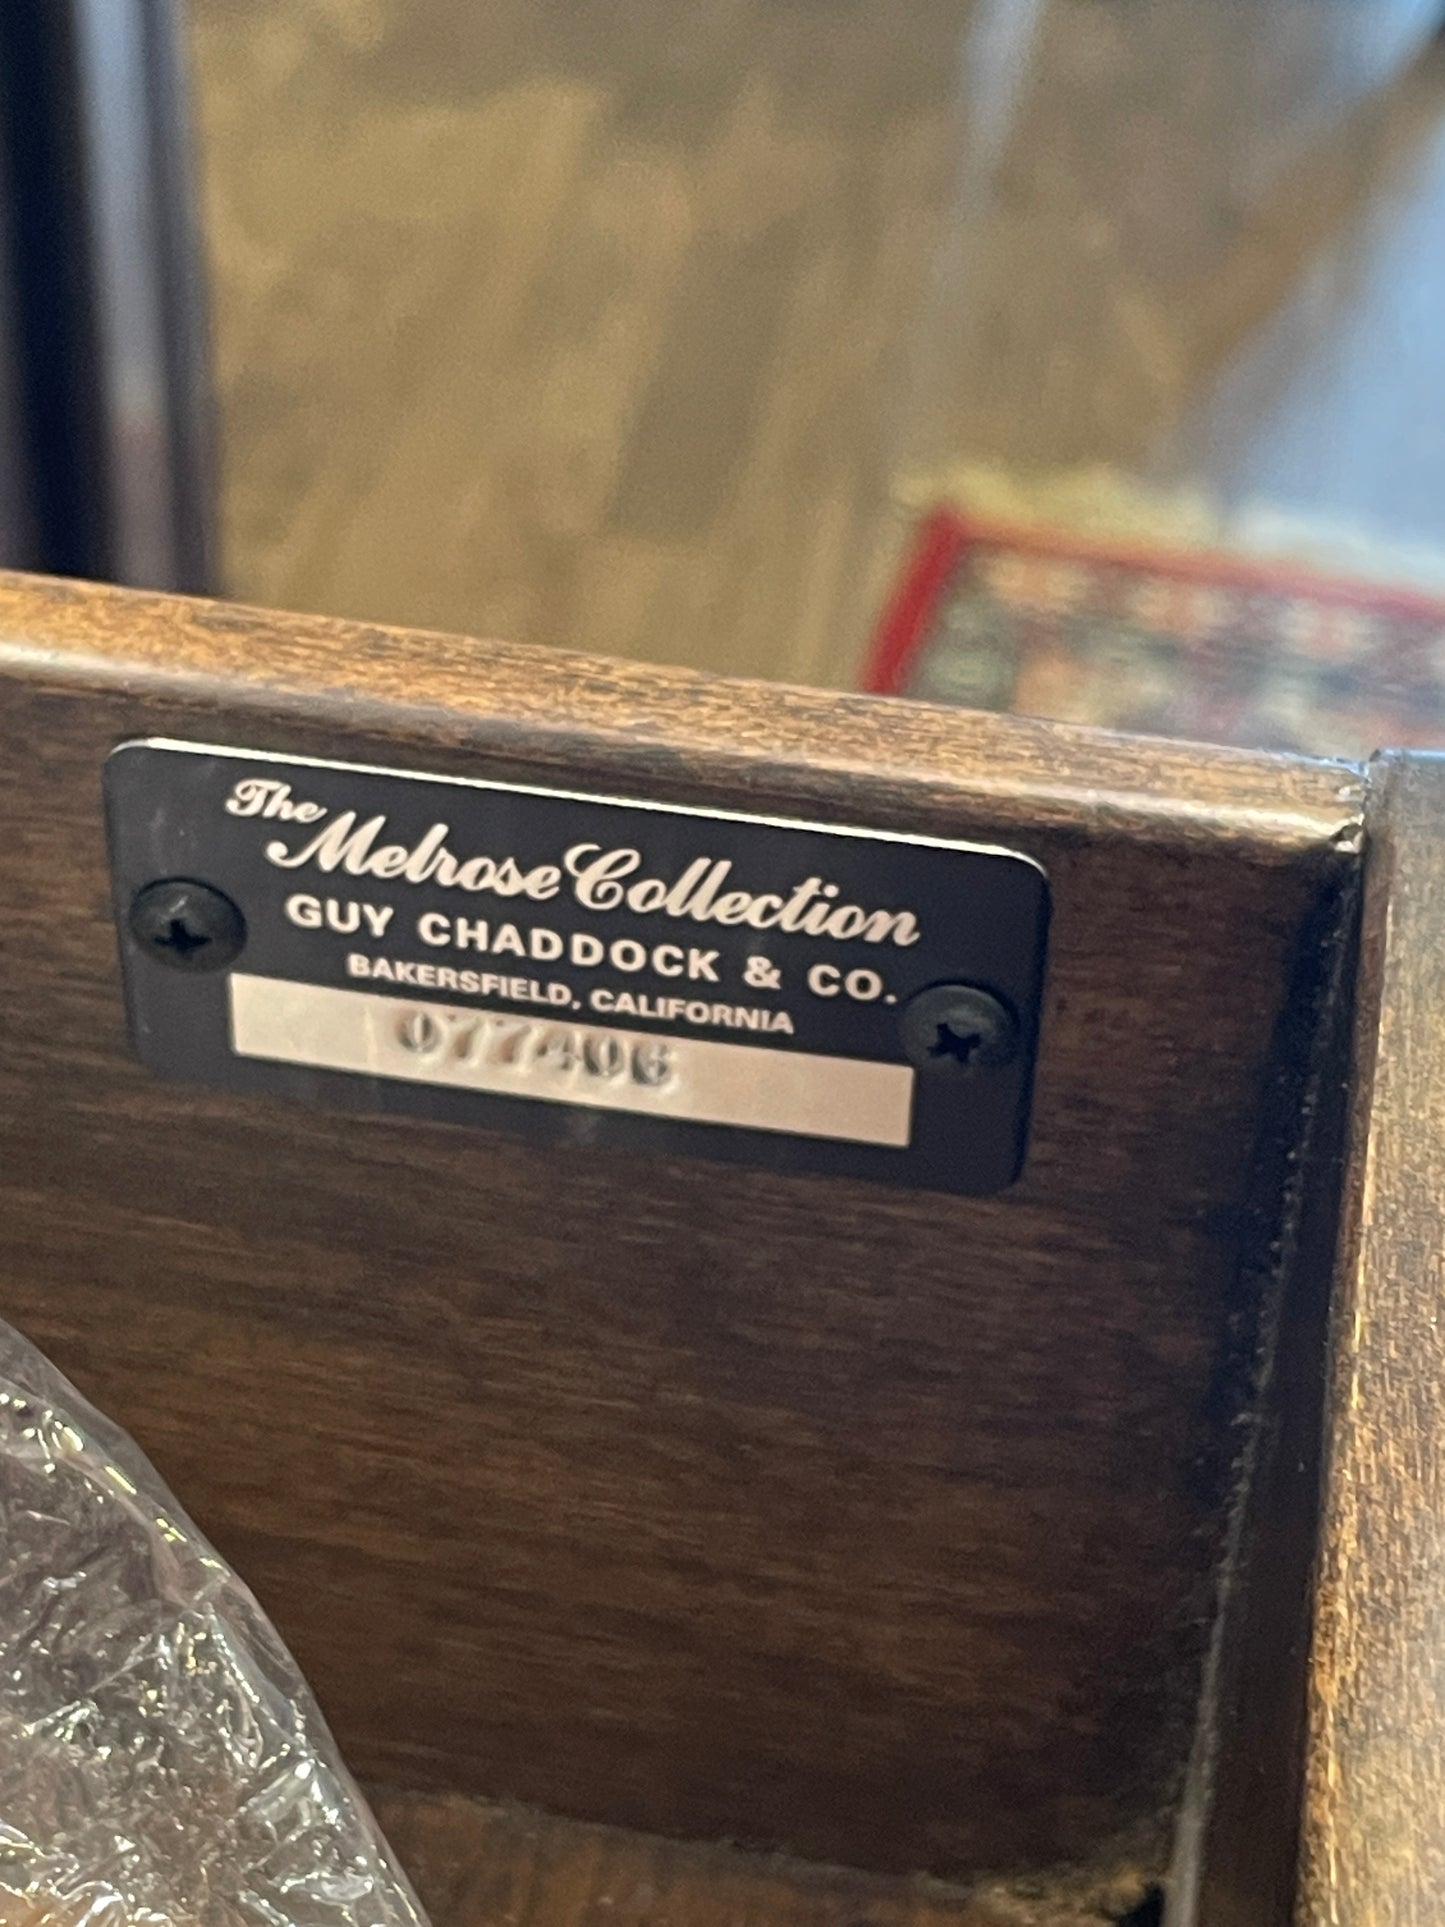 The
Melrose Collection
GUY CHADDOCK & CO.
BAKERSFIELD, CALIFORNIA
077406